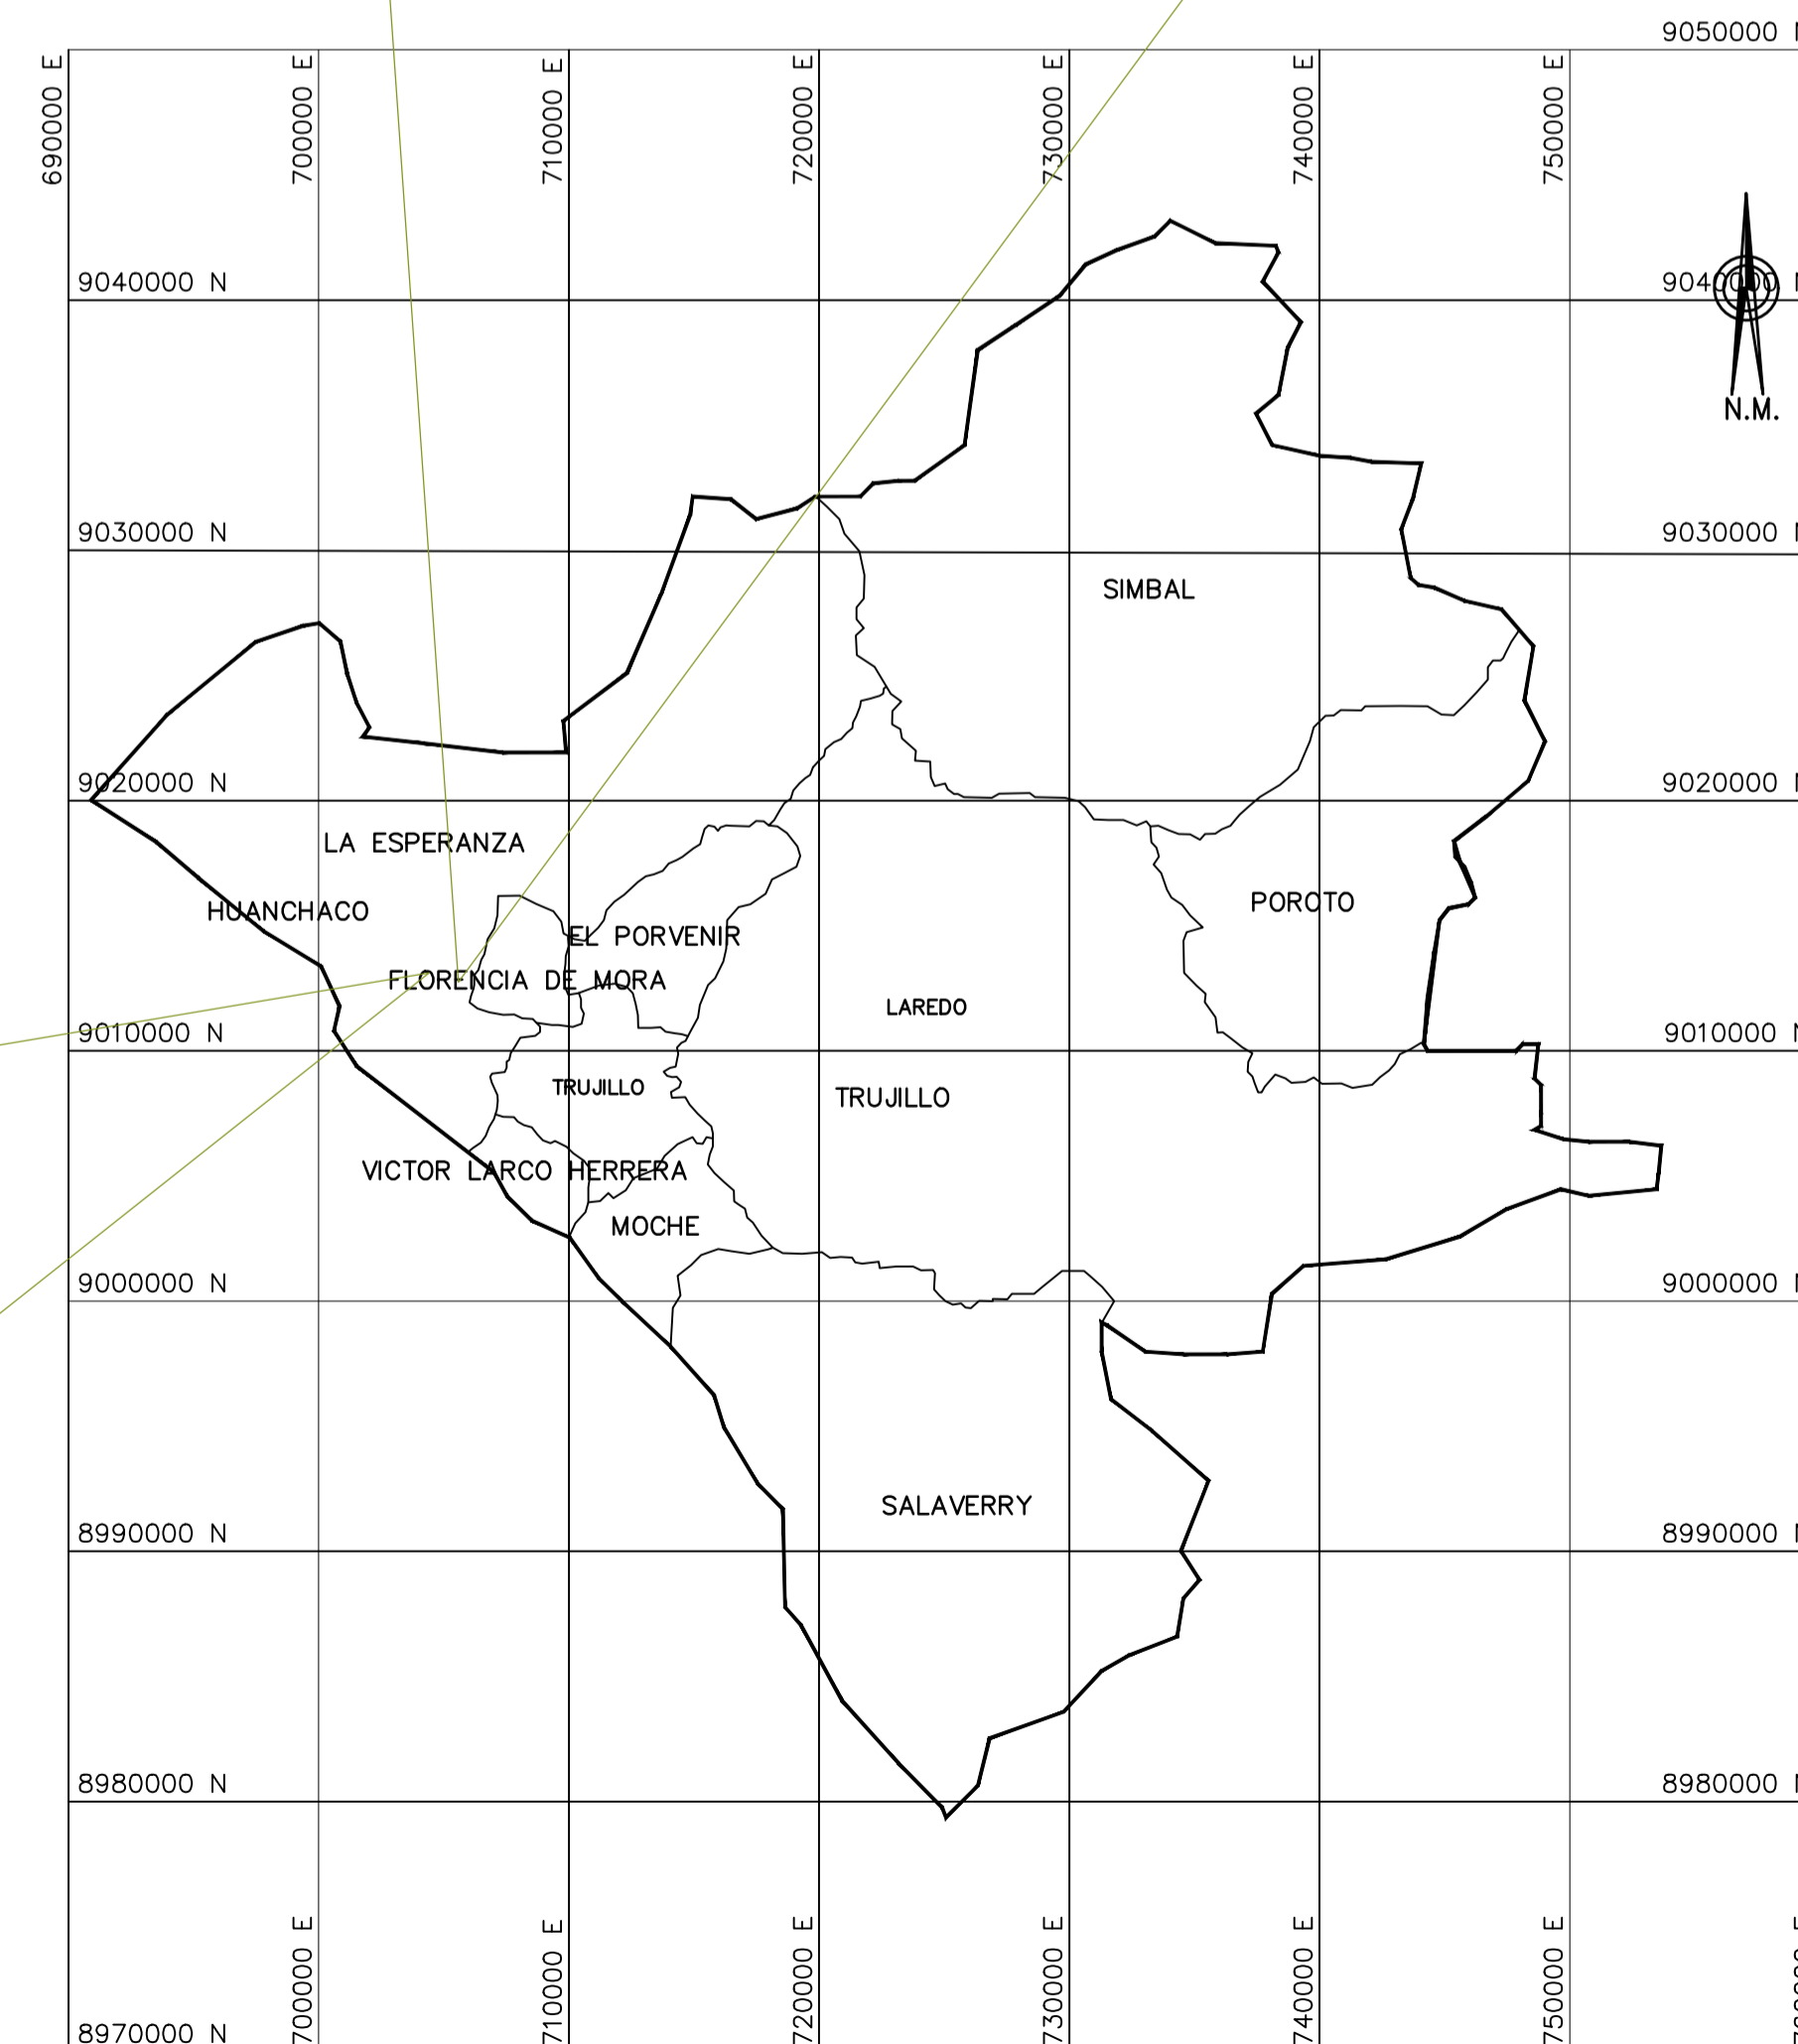 9050000 N
690000 E
700000 E
710000 E
720000 E
730000 E
740000 E
750000 E
9040000 N
9040000 N
N.M.
9030000 N
9030000 N
SIMBAL
9020000 N
9020000 N
LA ESPERANZA
POROTO
HUANCHACO
EL PORVENIR
FLORENCIA DE MORA
LAREDO
9010000 N
9010000 N
TRUJILLO
TRUJILLO
VICTOR LARCO HERRERA
MOCHE
9000000 N
9000000 N
SALAVERRY
8990000 N
8990000 N
8980000 N
8980000 N
700000 E
710000 E
720000 E
730000 E
740000 E
750000 E
8970000 N